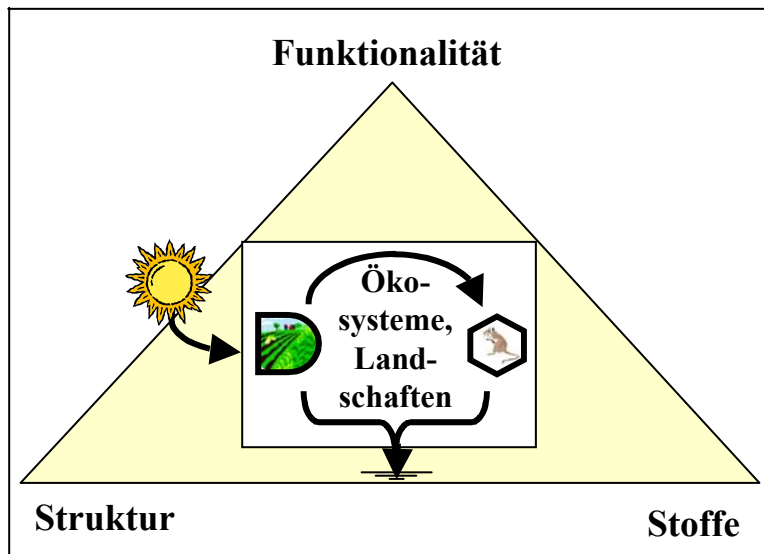 Funktionalität
Öko-
systeme,
Land-
schaften
Struktur
Stoffe